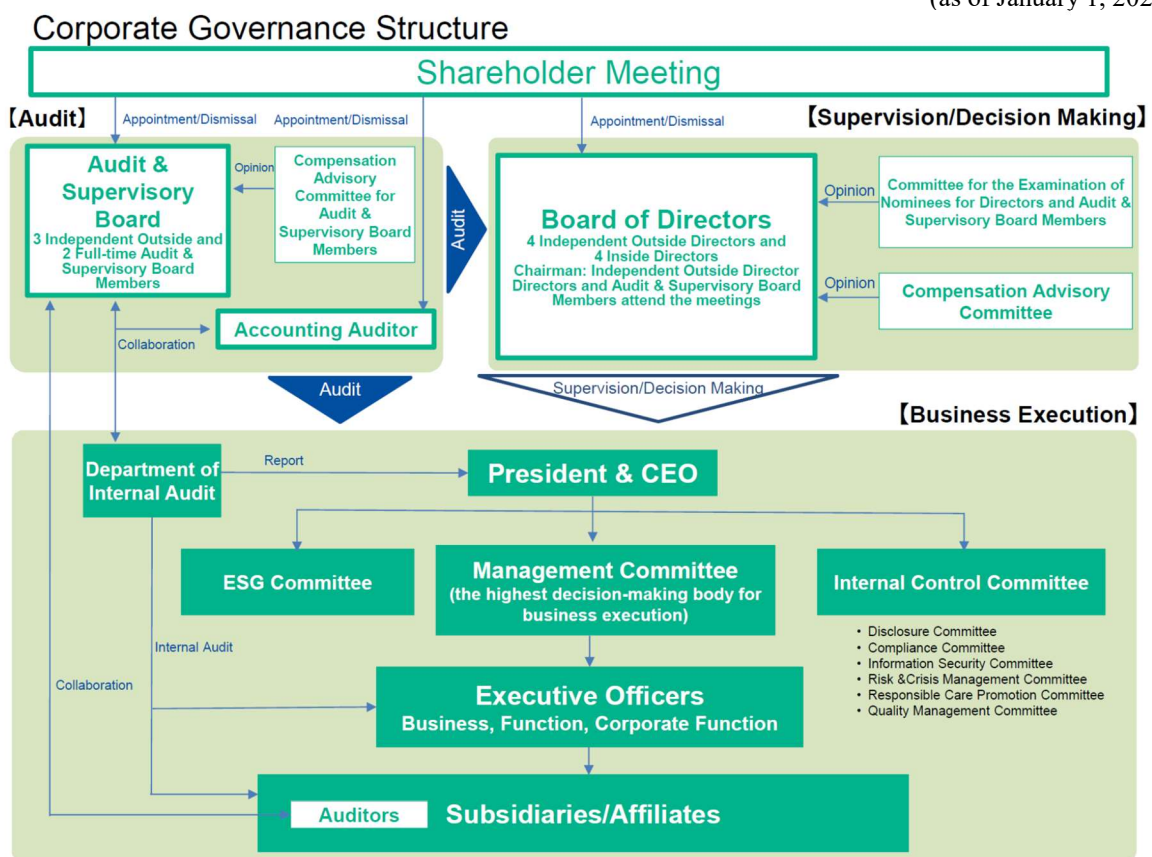 (as of January 1, 202
Corporate Governance Structure
Shareholder Meeting
【Audit】
Appointment/Dismissal
Appointment/Dismissal
Appointment/Dismissal
【Supervision/Decision Making】
Audit &
Supervisory
Board
3 Independent Outside and
2 Full-time Audit &
Supervisory Board
Members
Opinion
Compensation
Advisory
Committee for
Audit &
Supervisory Board
Members
Audit
Board of Directors
4 Independent Outside Directors and
4 Inside Directors
Chairman: Independent Outside Director
Directors and Audit & Supervisory Board
Members attend the meetings
Opinion
Committee for the Examination of
Nominees for Directors and Audit &
Supervisory Board Members
Opinion
Compensation Advisory
Committee
Accounting Auditor
Collaboration
Audit
Supervision/Decision Making
【Business Execution】
Department of
Internal Audit
Report
President & CEO
ESG Committee
Management Committee
(the highest decision-making body for
business execution)
Internal Control Committee
• Disclosure Committee
• Compliance Committee
• Information Security Committee
• Risk &Crisis Management Committee
• Responsible Care Promotion Committee
• Quality Management Committee
Internal Audit
Collaboration
Executive Officers
Business, Function, Corporate Function
Auditors
Subsidiaries/Affiliates